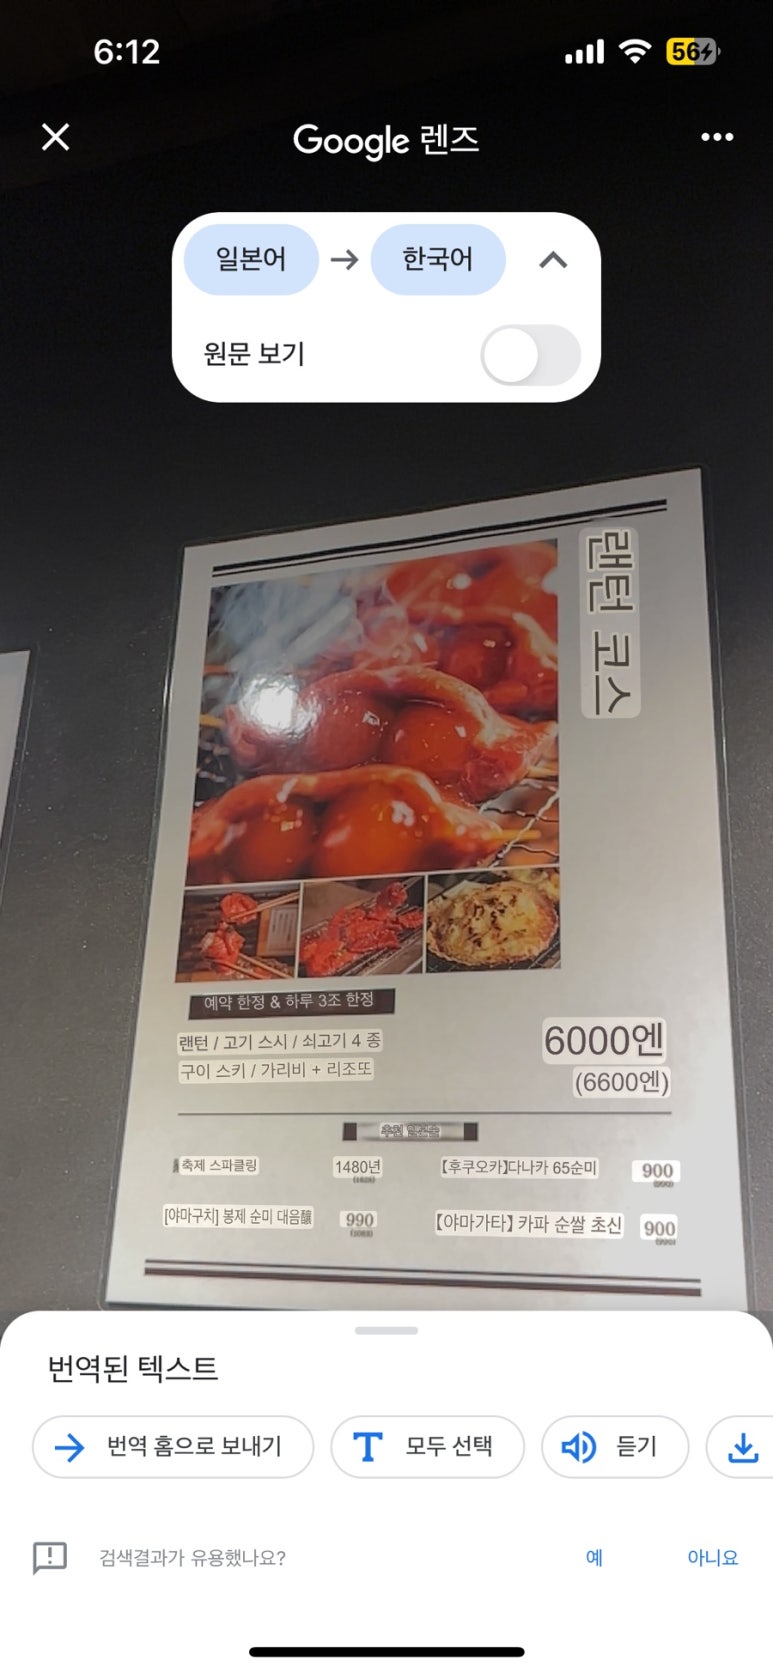 6:12
56
Google 렌즈
일본어 → 한국어
원문 보기
랜턴 코스
예약 한정 & 하루 3조 한정
랜턴 / 고기 스시 / 쇠고기 4 종
구이 스키 / 가리비 + 리조또
6000엔
(6600엔)
추천 일본술
축제 스파클링 1480년
【후쿠오카】다나카 65순미 900
[야마구치] 봉제 순미 대음醸 990
【야마가타】 카파 순쌀 초신 900
번역된 텍스트
번역 홈으로 보내기
모두 선택
듣기
검색결과가 유용했나요?
예
아니요